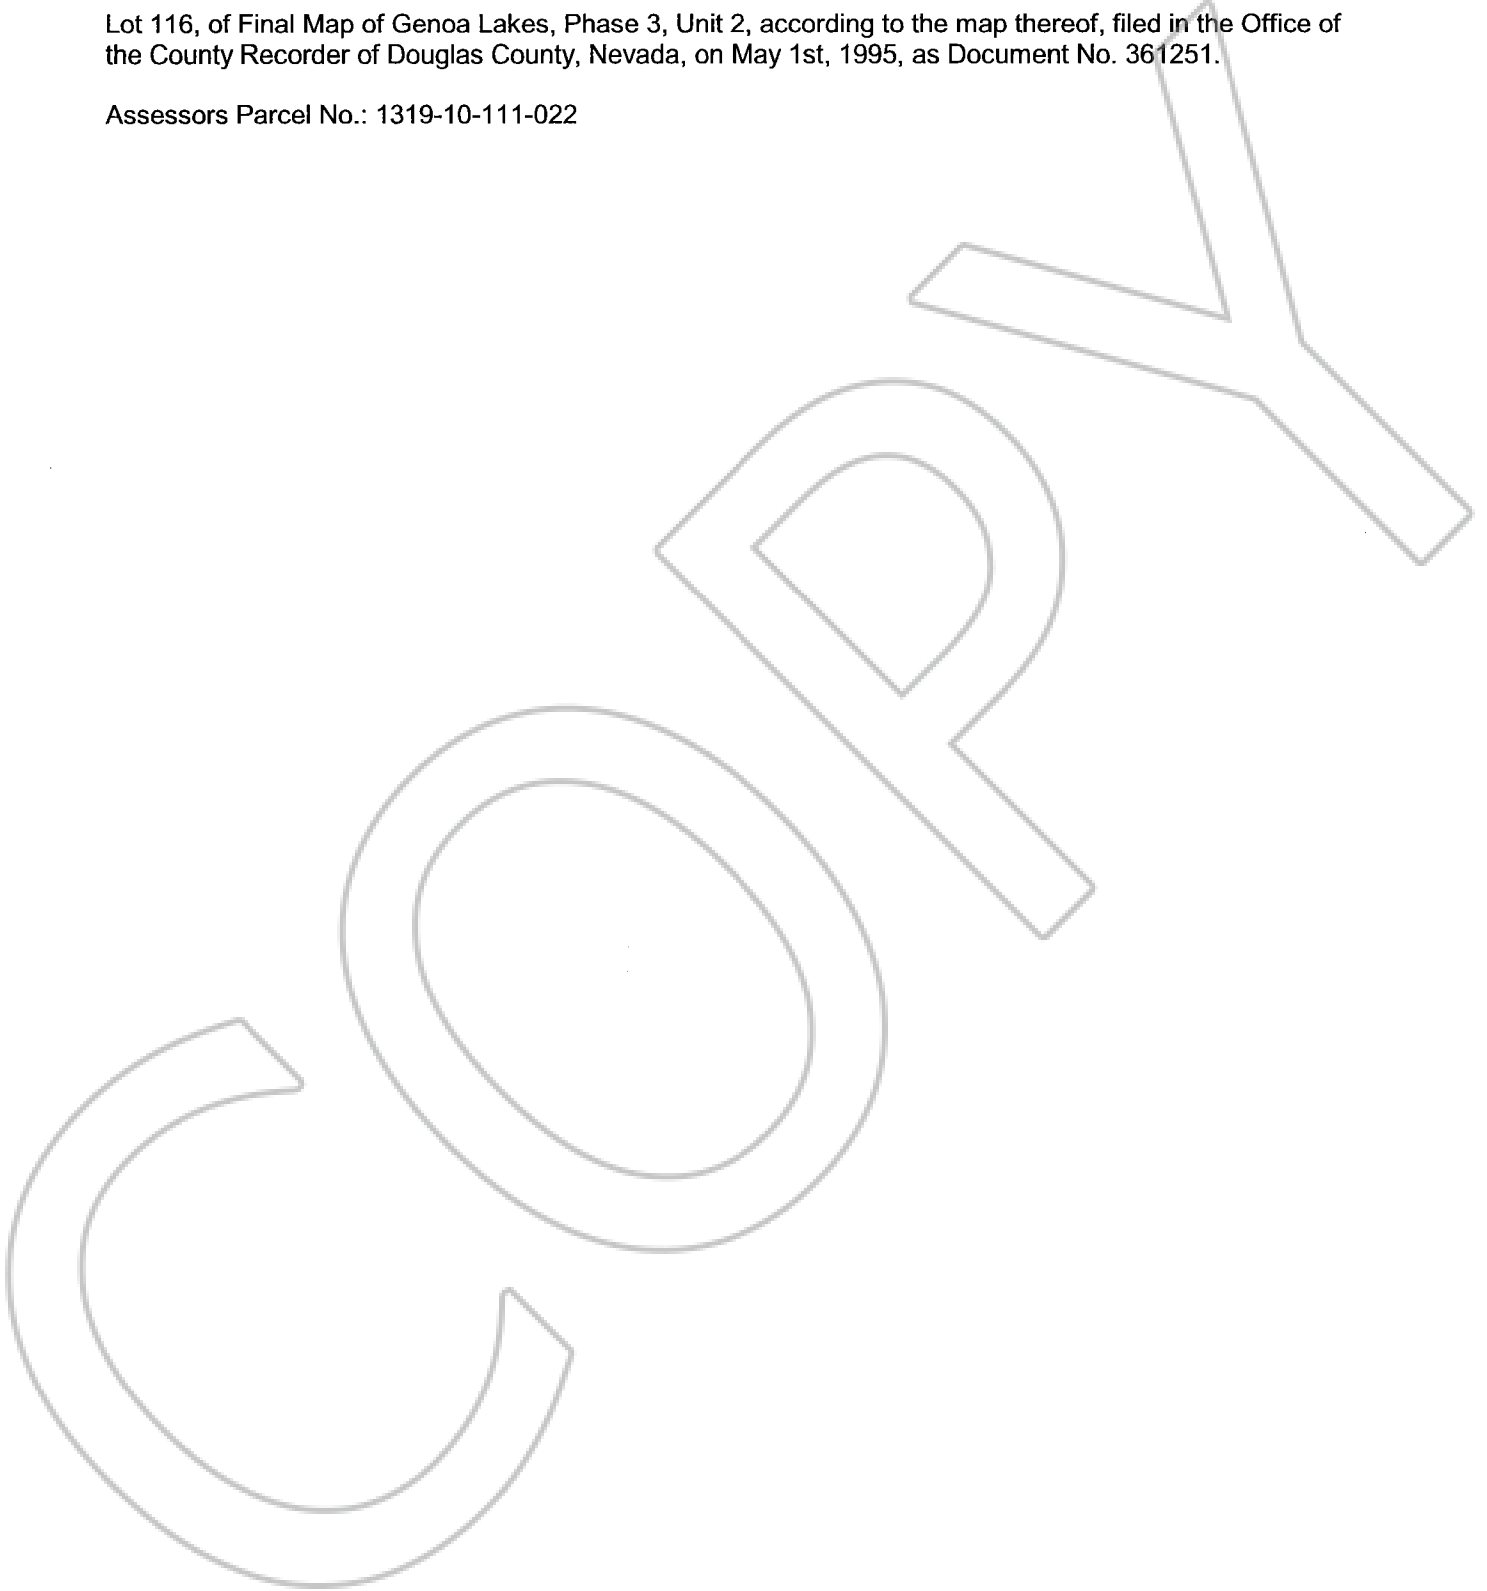 Lot 116, of Final Map of Genoa Lakes, Phase 3, Unit 2, according to the map thereof, filed in the Office of
the County Recorder of Douglas County, Nevada, on May 1st, 1995, as Document No. 361251.
Assessors Parcel No.: 1319-10-111-022
COPY